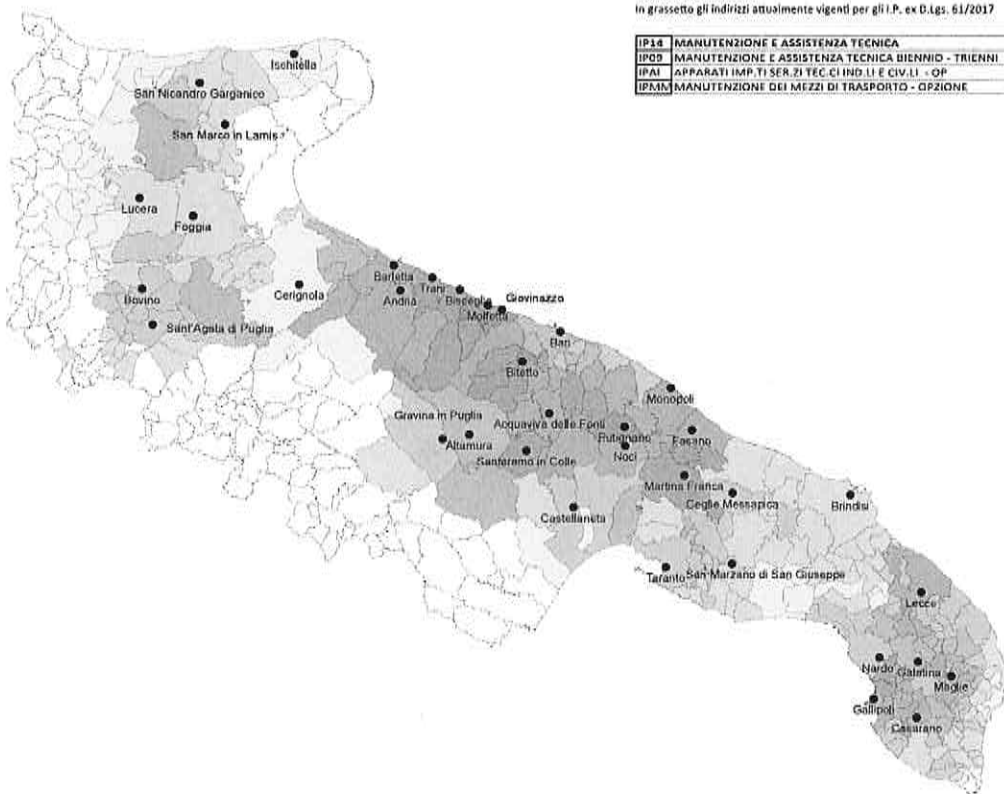 In grassetto gli indirizzi attualmente vigenti per gli I.P. ex D.Lgs. 61/2017
IP14 MANUTENZIONE E ASSISTENZA TECNICA
IP09 MANUTENZIONE E ASSISTENZA TECNICA BIENNIO - TRIENNI
IPAI APPARATI IMP.TI SER.ZI TEC.CI IND.LI E CIV.LI - OP
IPMM MANUTENZIONE DEI MEZZI DI TRASPORTO - OPZIONE
Ischitella
San Nicandro Garganico
San Marco in Lamis
Lucera
Foggia
Barletta
Trani
Bovino
Cerignola
Andria
Bisceglie
Giovinazzo
Molfetta
Sant'Agata di Puglia
Bari
Bitetto
Monopoli
Gravina in Puglia
Acquaviva delle Fonti
Rutignano
Fasano
Altamura
Noci
Santeramo in Colle
Martina Franca
Ceglie Messapica
Brindisi
Castellaneta
Taranto
San Marzano di San Giuseppe
Lecce
Nardo
Galatina
Maglie
Gallipoli
Casarano